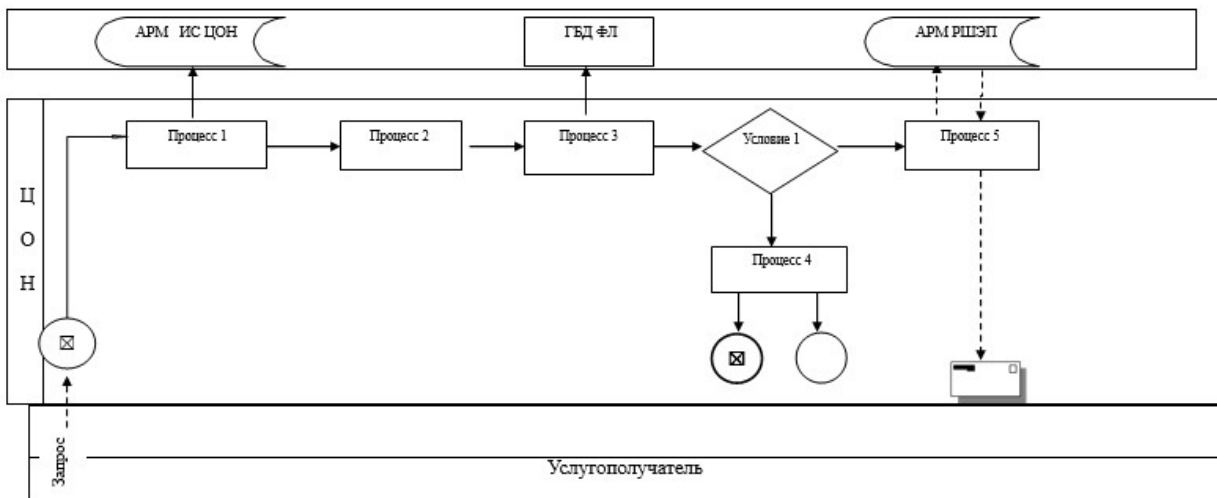 АРМ ИС ЦОН
ГБД ФЛ
АРМ РШЭП
Процесс 1
Процесс 2
Процесс 3
Условие 1
Процесс 5
Ц
О
Н
Процесс 4
Запрос
Услугополучатель